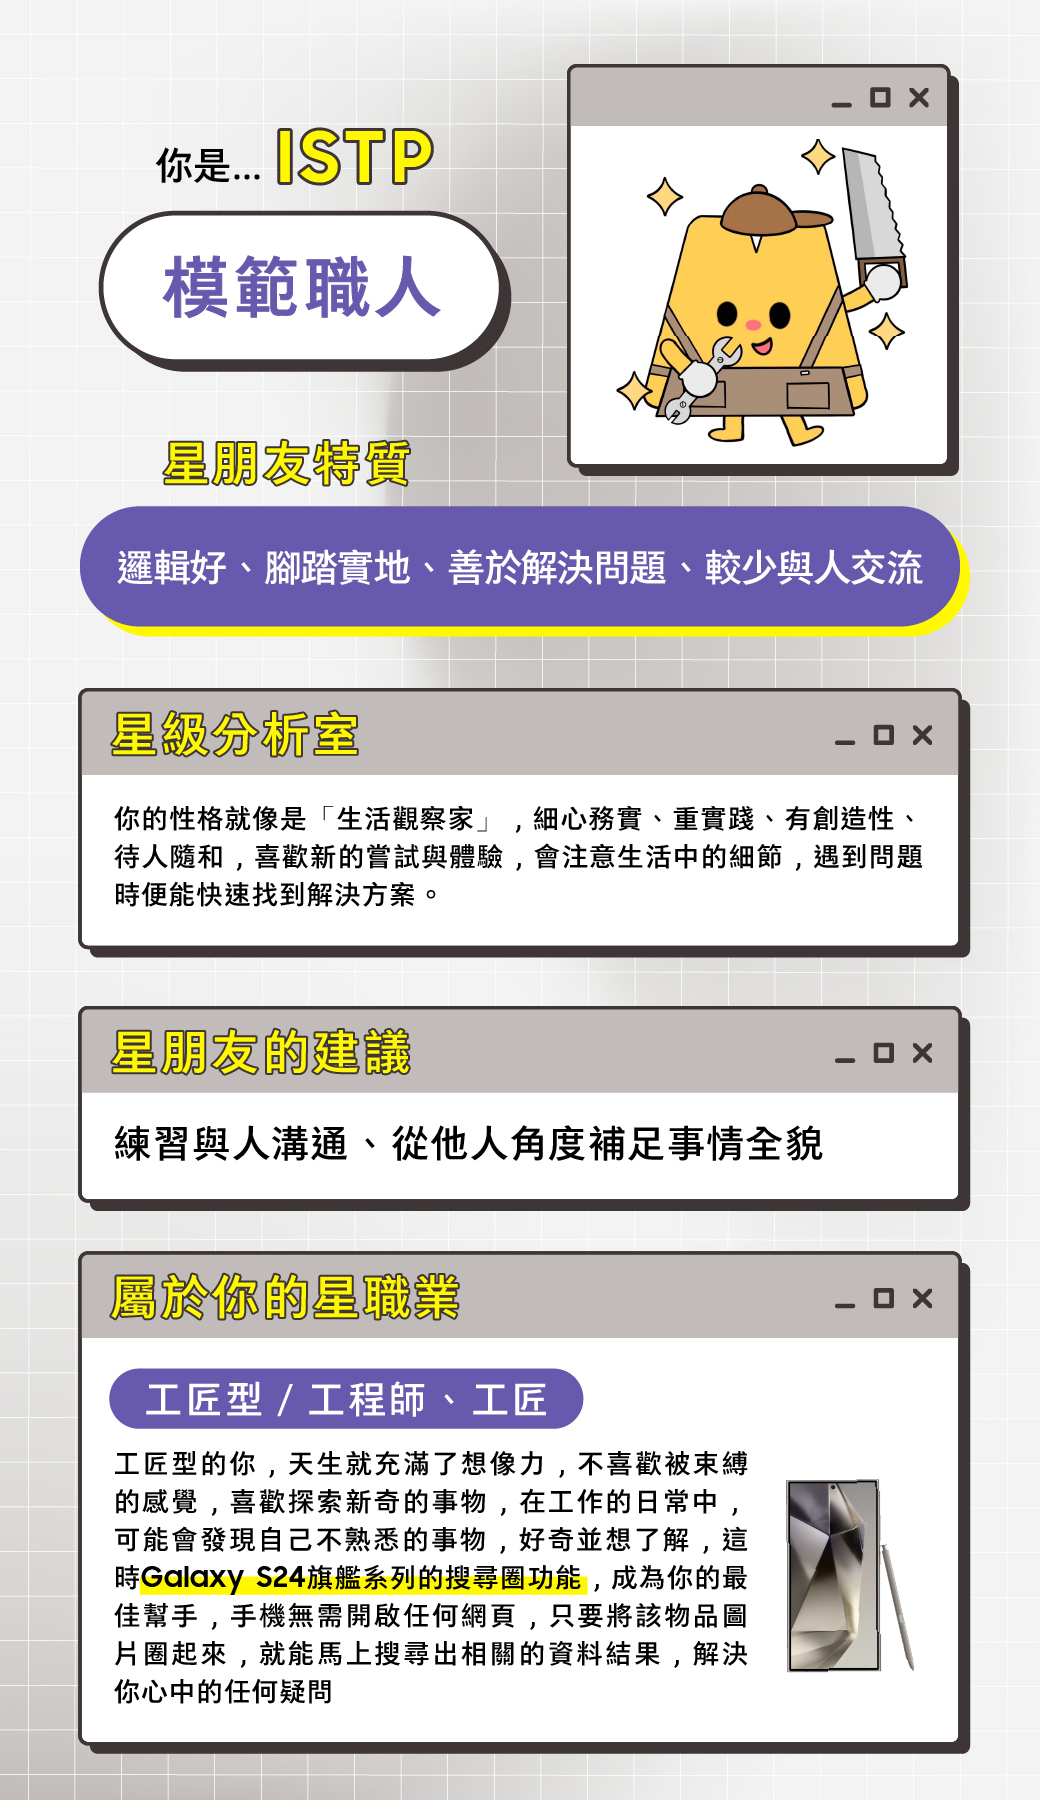 你是... ISTP
模範職人
星朋友特質
邏輯好、腳踏實地、善於解決問題、較少與人交流
星級分析室
你的性格就像是「生活觀察家」,細心務實、重實踐、有創造性、
待人隨和,喜歡新的嘗試與體驗,會注意生活中的細節,遇到問題
時便能快速找到解決方案。
星朋友的建議
練習與人溝通、從他人角度補足事情全貌
屬於你的星職業
工匠型 / 工程師、工匠
工匠型的你,天生就充滿了想像力,不喜歡被束縛
的感覺,喜歡探索新奇的事物,在工作的日常中,
可能會發現自己不熟悉的事物,好奇並想了解,這
時Galaxy S24旗艦系列的搜尋圈功能,成為你的最
佳幫手,手機無需開啟任何網頁,只要將該物品圖
片圈起來,就能馬上搜尋出相關的資料結果,解決
你心中的任何疑問